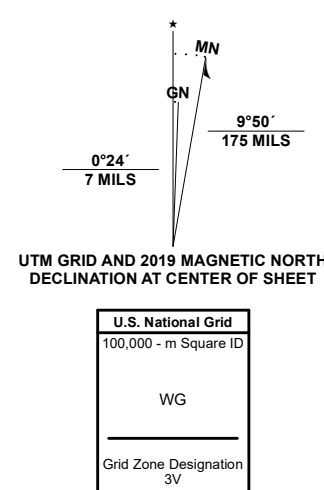 ★
MN
GN
9°50´
175 MILS
0°24´
7 MILS
UTM GRID AND 2019 MAGNETIC NORTH
DECLINATION AT CENTER OF SHEET
U.S. National Grid
100,000 - m Square ID
WG
Grid Zone Designation
3V